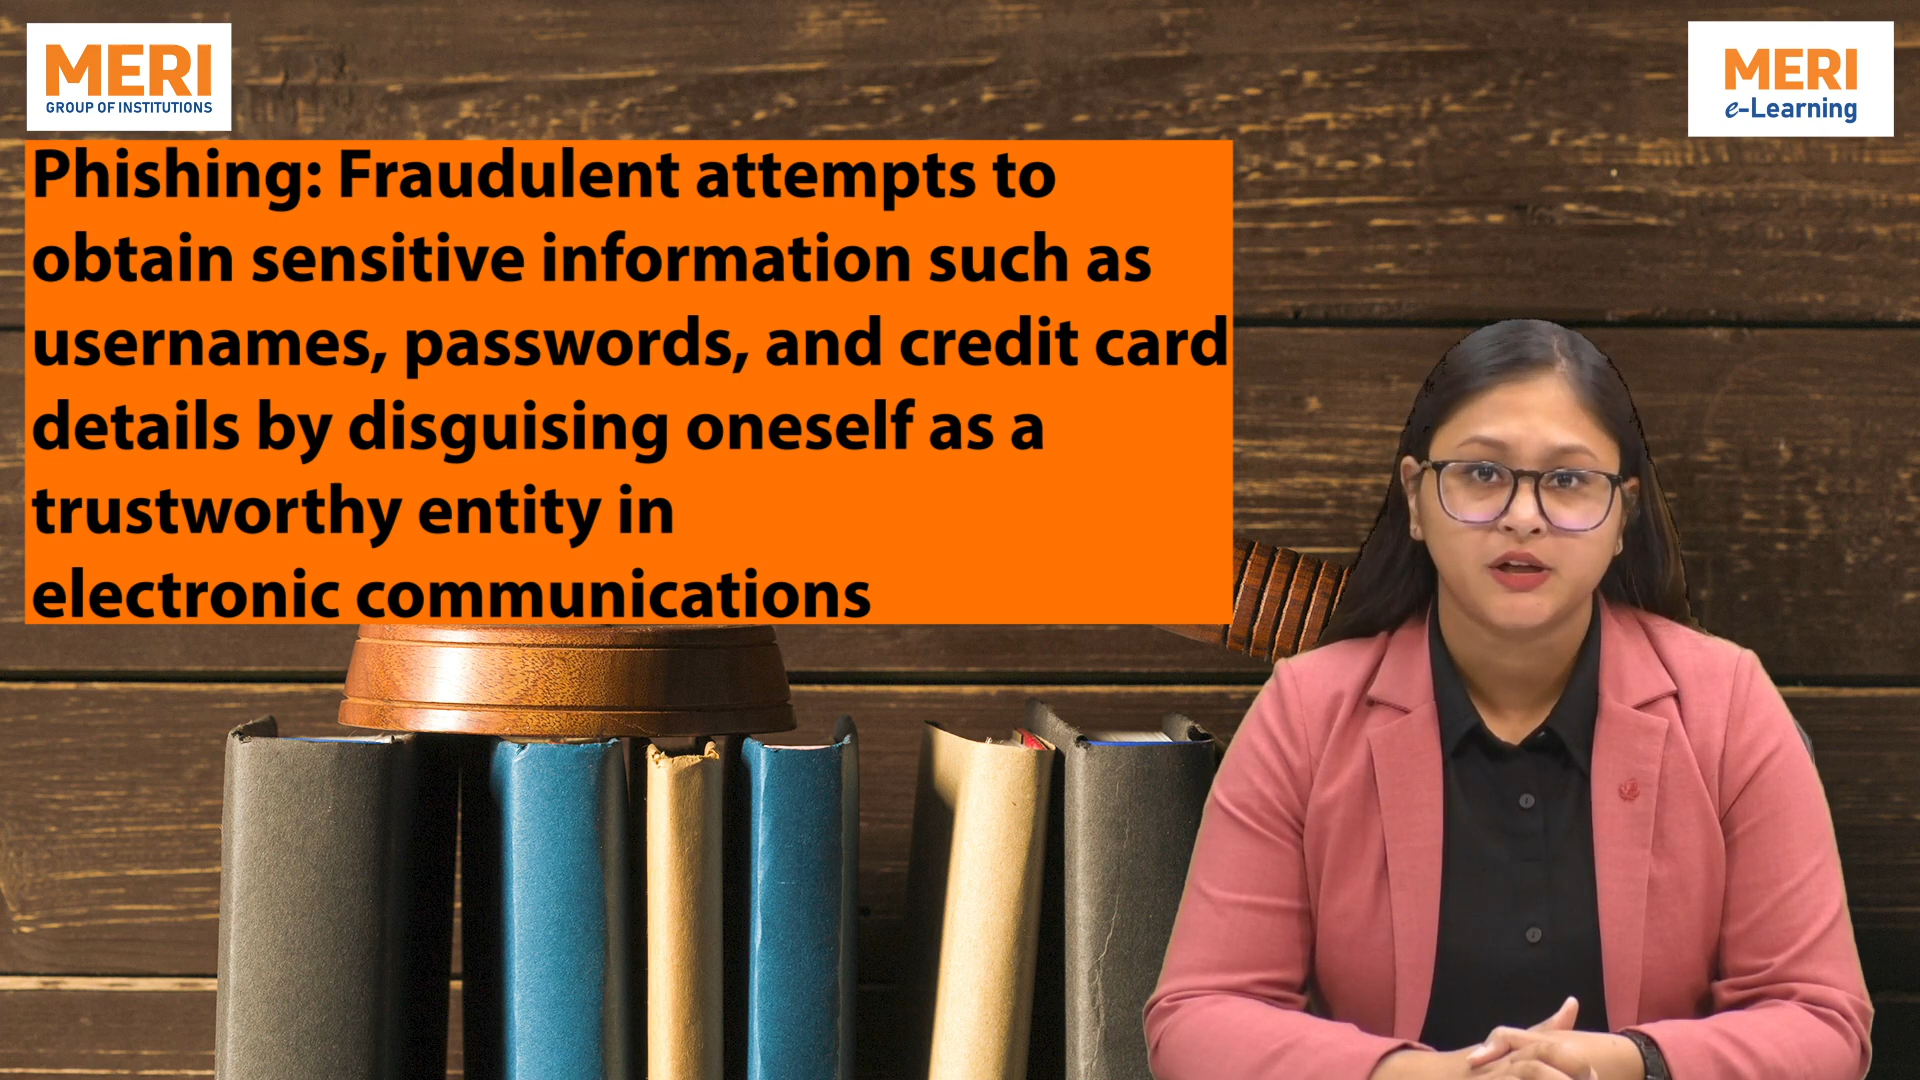 MERI
GROUP OF INSTITUTIONS
MERI
e-Learning
Phishing: Fraudulent attempts to
obtain sensitive information such as
usernames, passwords, and credit card
details by disguising oneself as a
trustworthy entity in
electronic communications